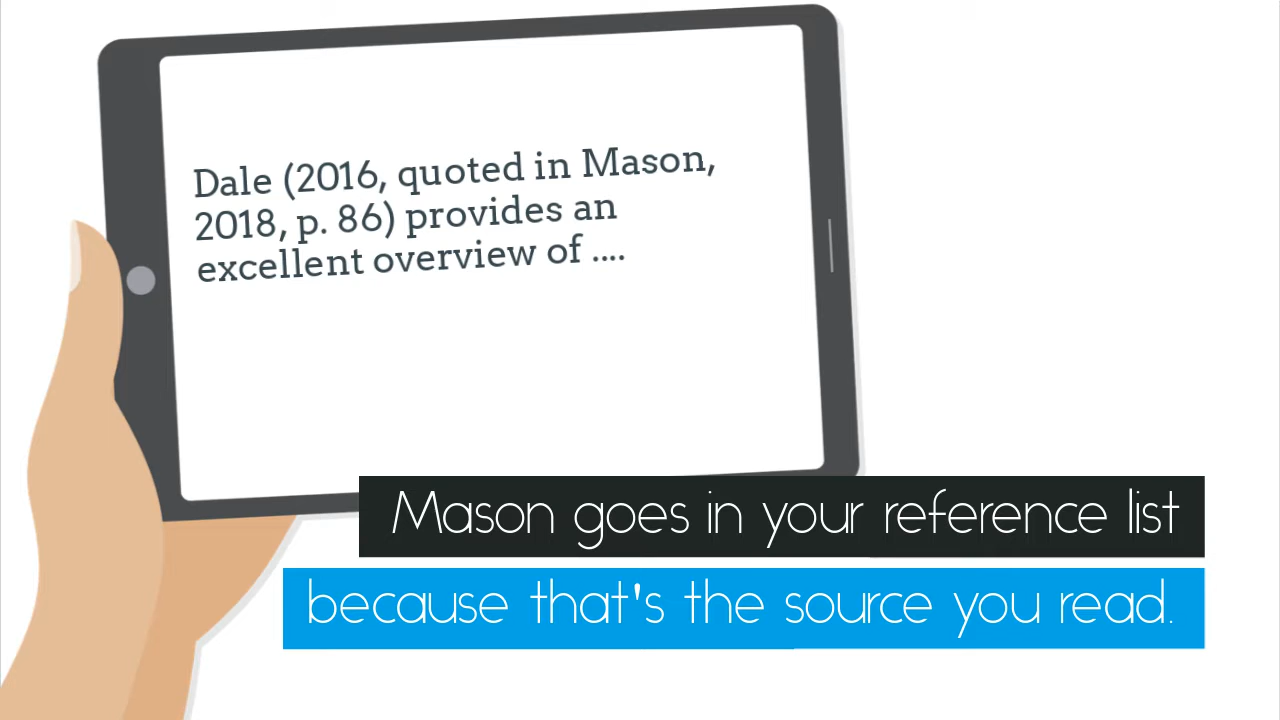 Dale (2016, quoted in Mason,
2018, p. 86) provides an
excellent overview of ....
Mason goes in your reference list
because that's the source you read.